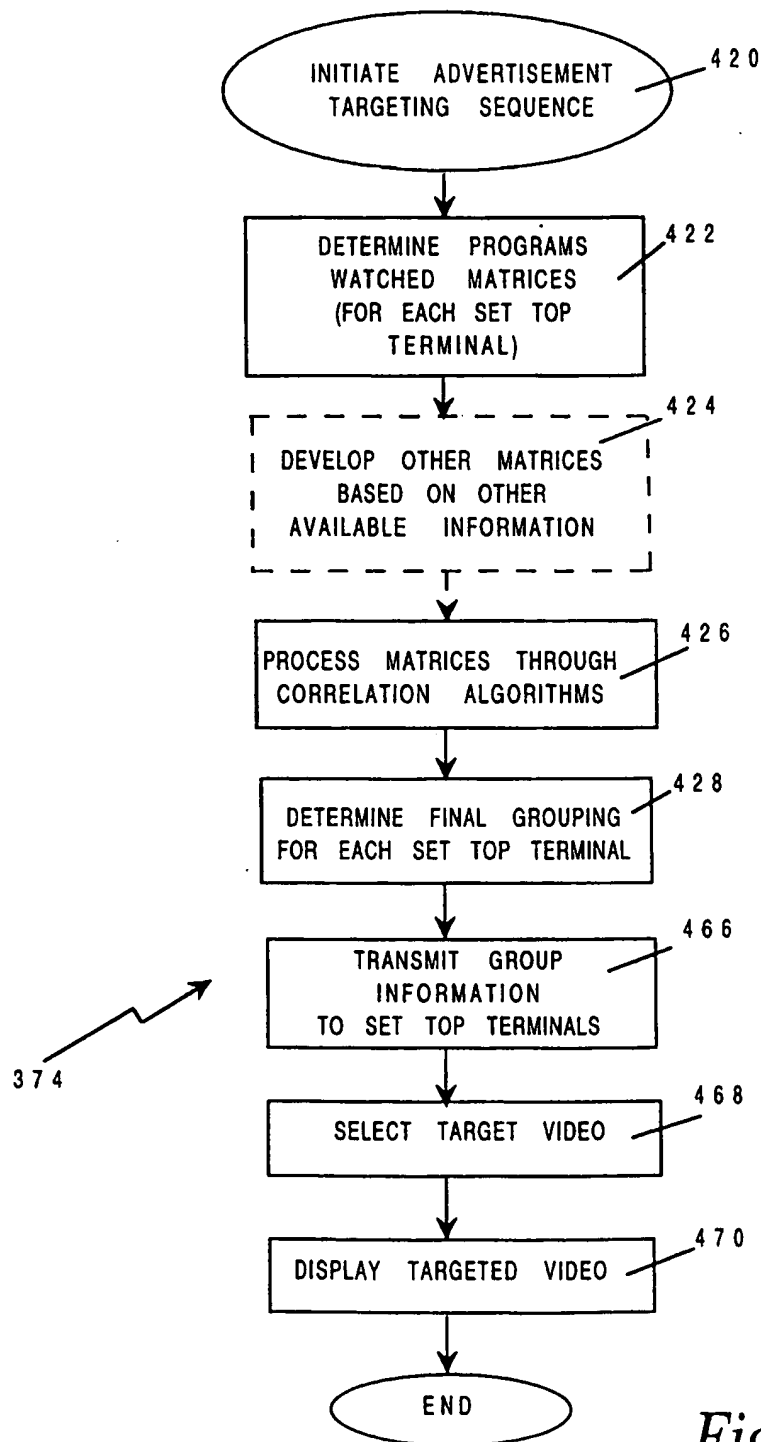 INITIATE ADVERTISEMENT
TARGETING SEQUENCE
420
DETERMINE PROGRAMS
WATCHED MATRICES
(FOR EACH SET TOP
TERMINAL)
422
DEVELOP OTHER MATRICES
BASED ON OTHER
AVAILABLE INFORMATION
424
PROCESS MATRICES THROUGH
CORRELATION ALGORITHMS
426
DETERMINE FINAL GROUPING
FOR EACH SET TOP TERMINAL
428
TRANSMIT GROUP
INFORMATION
TO SET TOP TERMINALS
466
374
SELECT TARGET VIDEO
468
DISPLAY TARGETED VIDEO
470
END
Fig